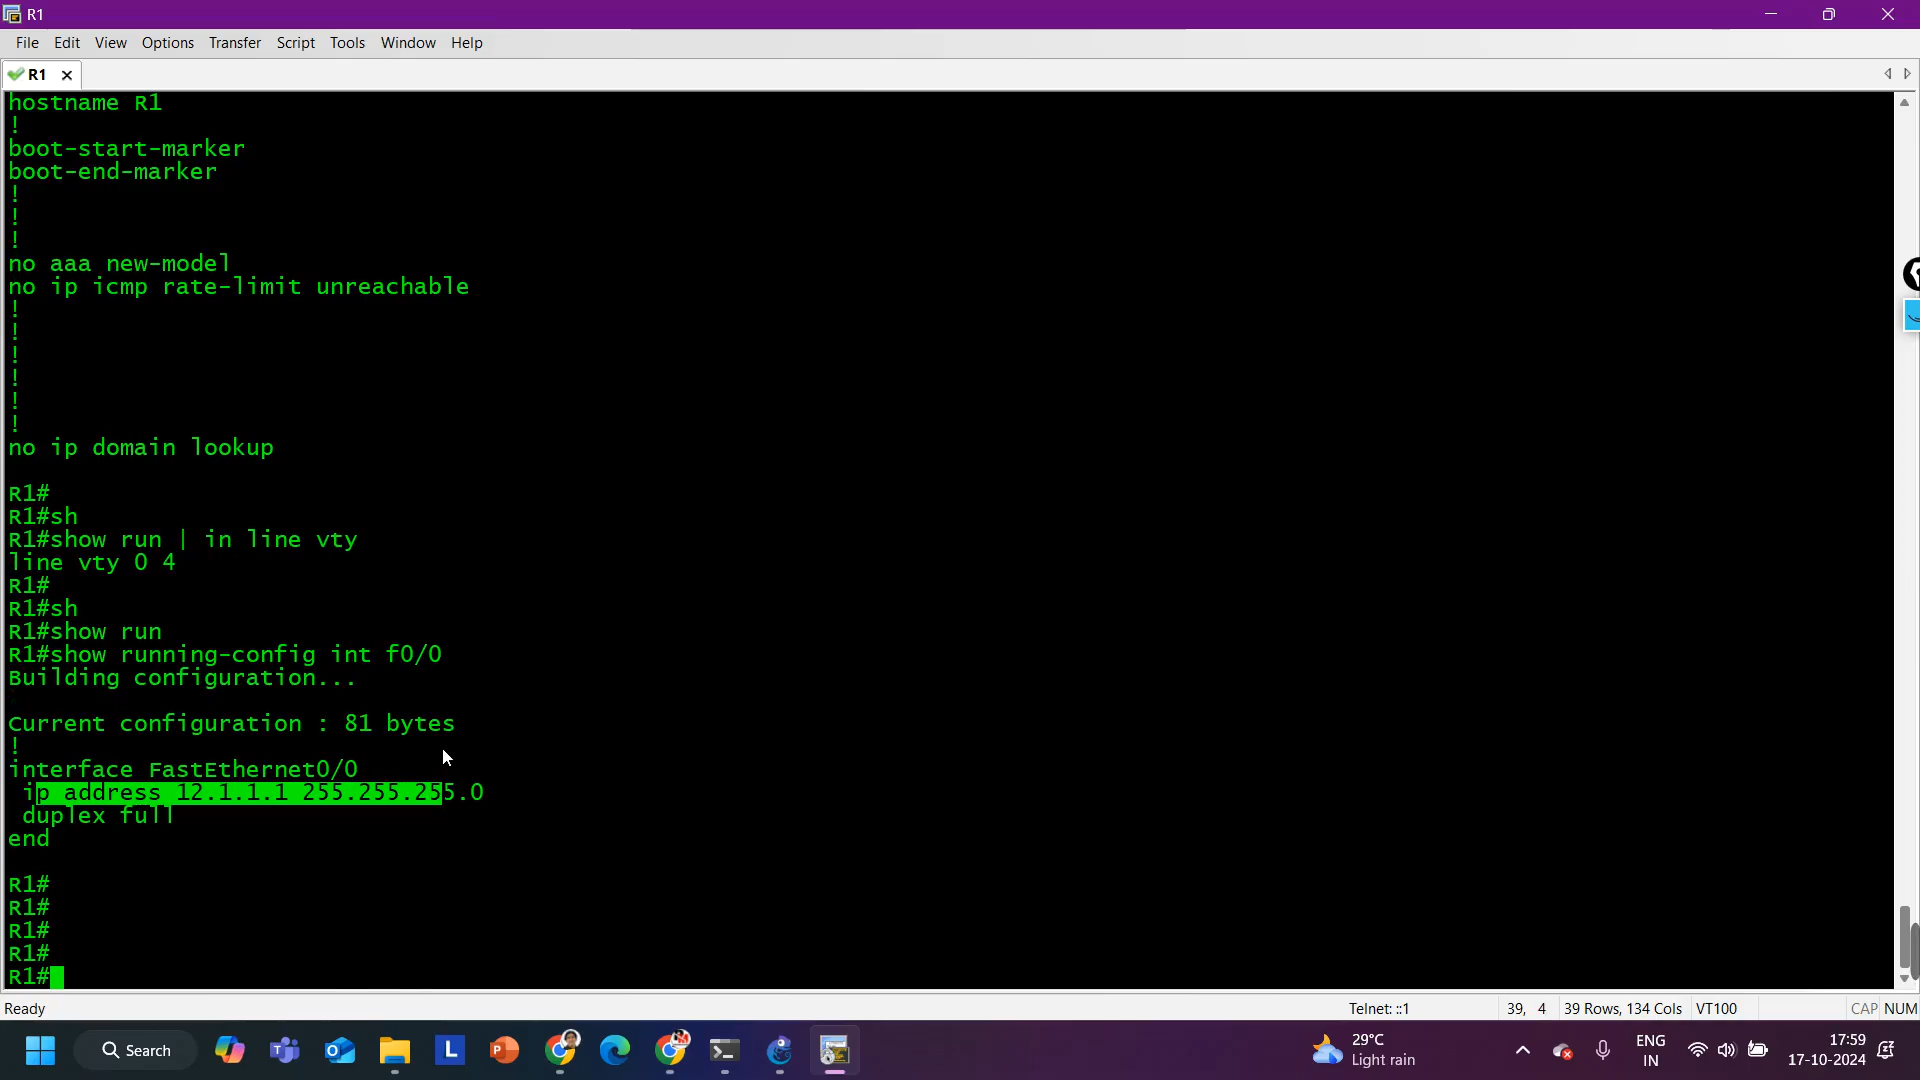 R1
File Edit View Options Transfer Script Tools Window Help
R1
hostname R1
!
boot-start-marker
boot-end-marker
!
!
!
no aaa new-model
no ip icmp rate-limit unreachable
!
!
!
!
!
!
no ip domain lookup
R1#
R1#sh
R1#show run | in line vty
line vty 0 4
R1#
R1#sh
R1#show run
R1#show running-config int f0/0
Building configuration...
Current configuration : 81 bytes
!
interface FastEthernet0/0
ip address 12.1.1.1 255.255.255.0
duplex full
end
R1#
R1#
R1#
R1#
R1#
Ready Telnet: ::1 39, 4 39 Rows, 134 Cols VT100 CAP NUM
Search L P 29°C ENG 17:59
Light rain IN 17-10-2024